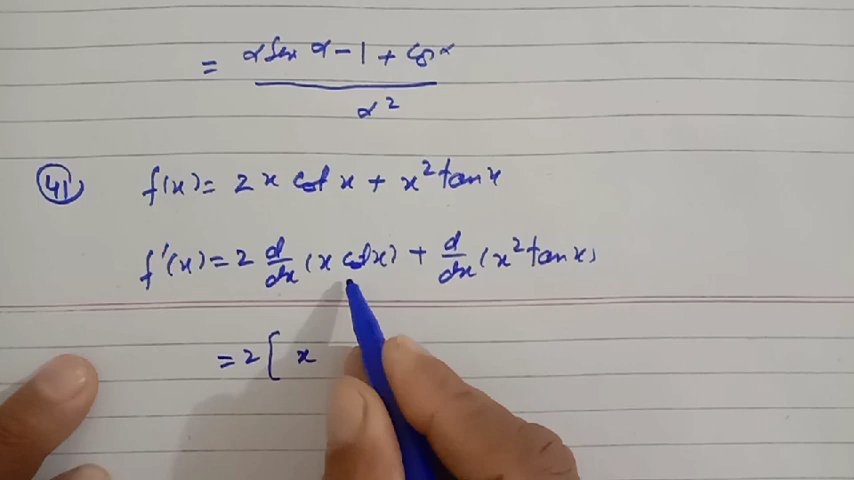 = α sin α - 1 + cos α
α²
41 f(x) = 2x cot x + x² tan x
f'(x) = 2 d/dx (x cot x) + d/dx (x² tan x)
= 2 [ x